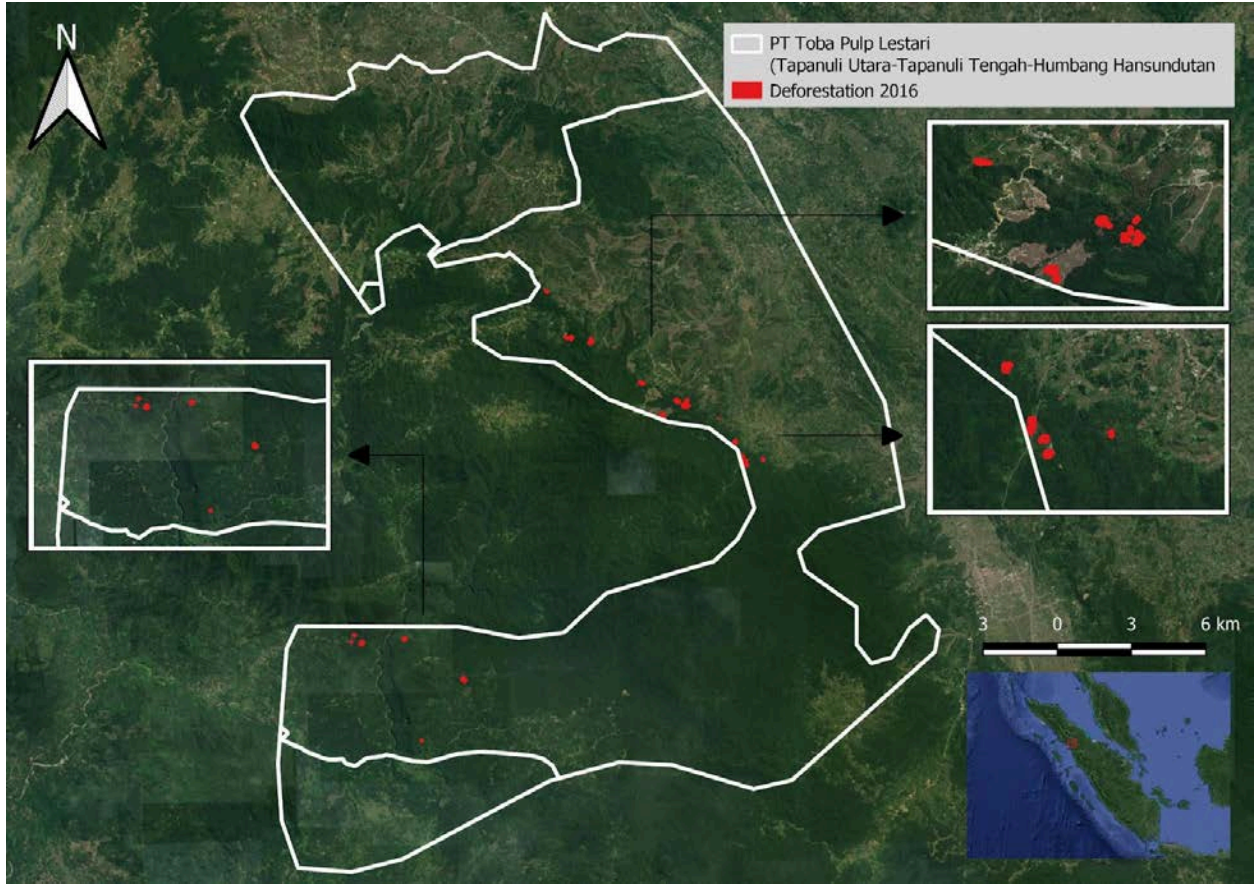 N
PT Toba Pulp Lestari
(Tapanuli Utara-Tapanuli Tengah-Humbang Hansundutan
Deforestation 2016
3 0 3 6 km